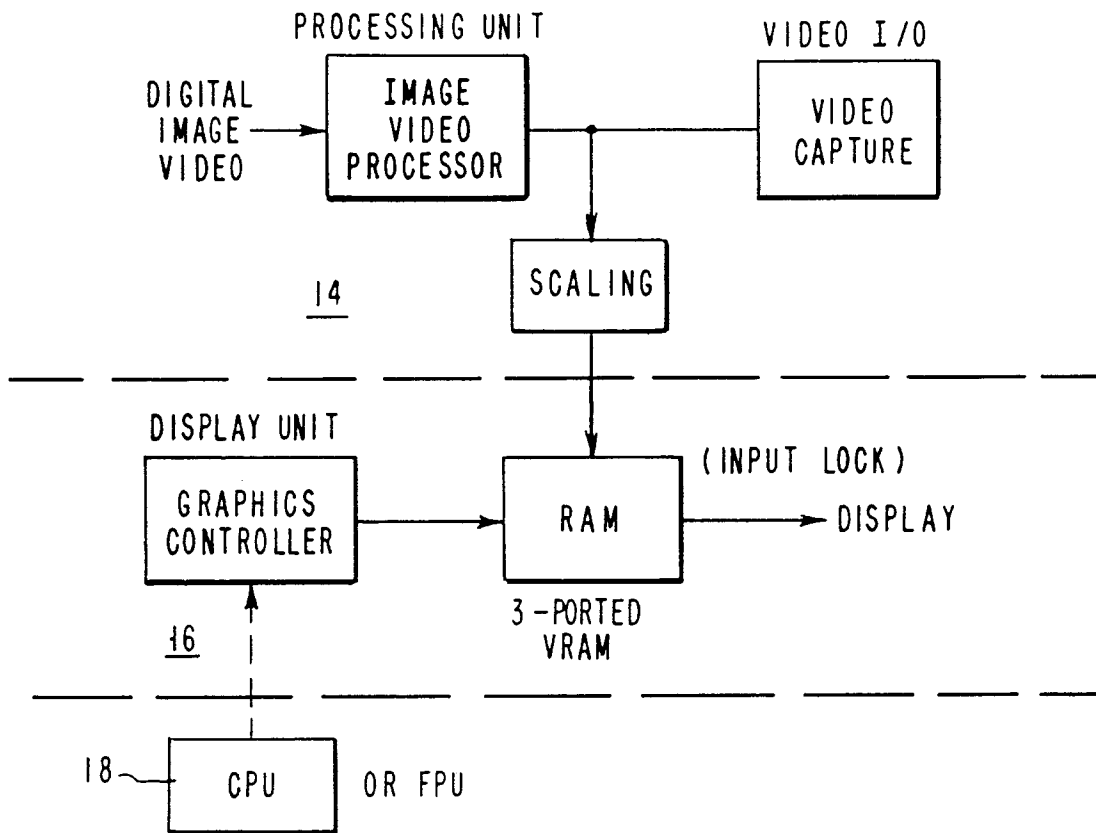 PROCESSING UNIT
VIDEO I/O
DIGITAL
IMAGE
VIDEO
IMAGE
VIDEO
PROCESSOR
VIDEO
CAPTURE
SCALING
14
DISPLAY UNIT
(INPUT LOCK)
GRAPHICS
CONTROLLER
RAM
DISPLAY
3-PORTED
VRAM
16
18
CPU
OR FPU